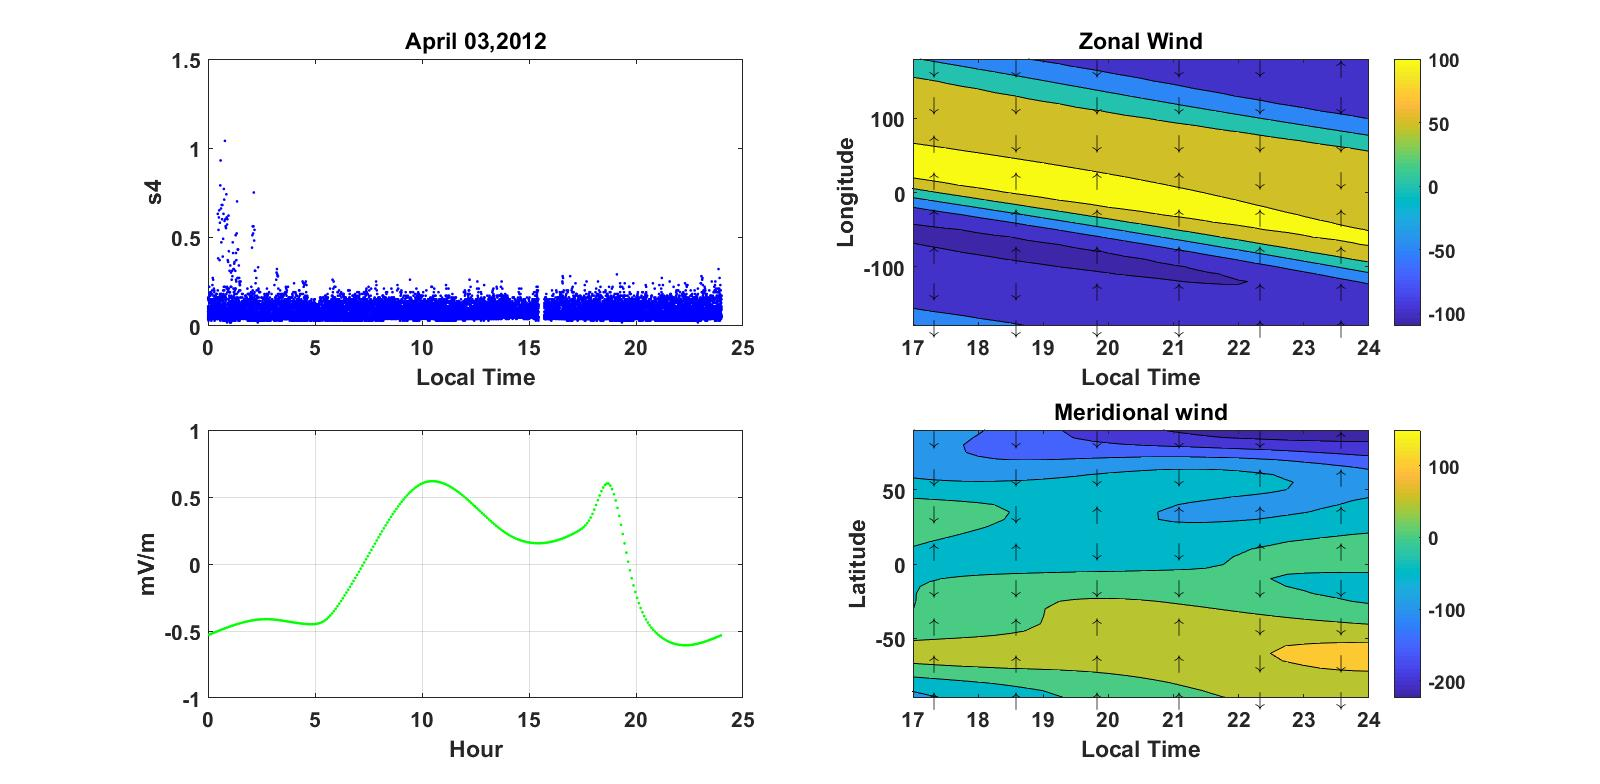 April 03,2012
1.5
1
0.5
0
s4
0 5 10 15 20 25
Local Time
Zonal Wind
100
0
-100
Longitude
17 18 19 20 21 22 23 24
Local Time
100
50
0
-50
-100
1
0.5
0
-0.5
-1
mV/m
0 5 10 15 20 25
Hour
Meridional wind
50
0
-50
Latitude
17 18 19 20 21 22 23 24
Local Time
100
0
-100
-200